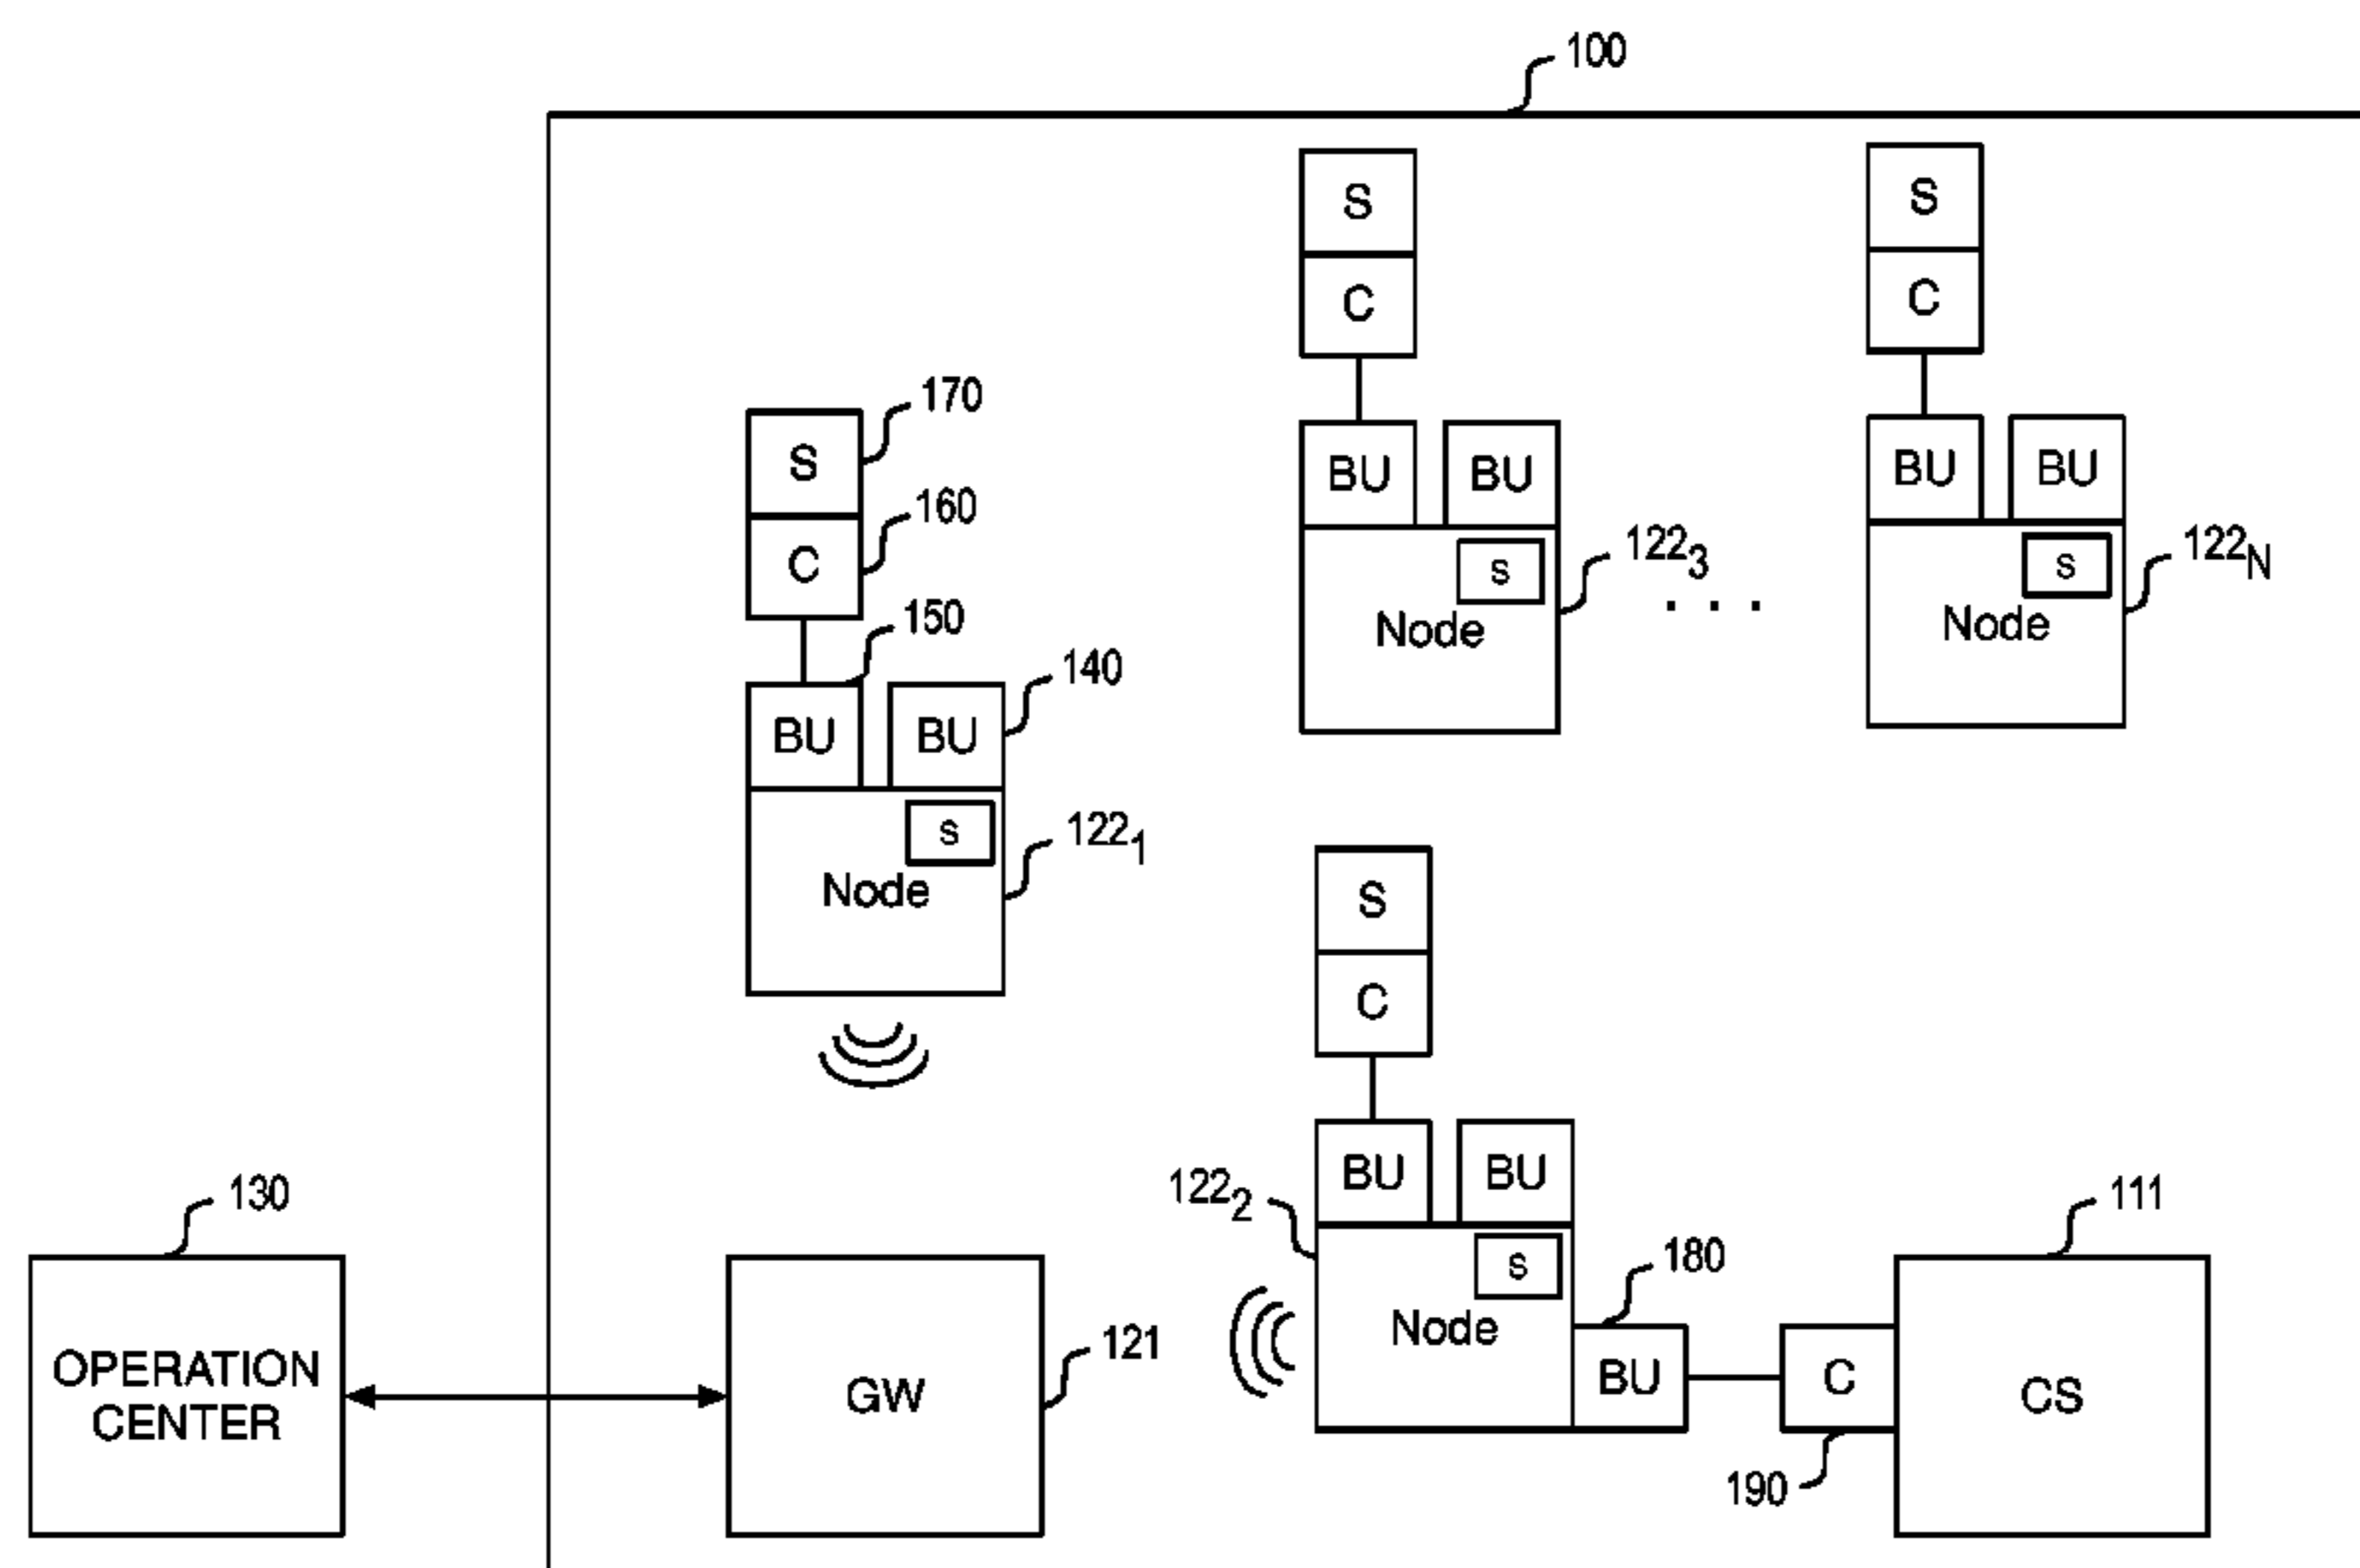 100
S
S
C
C
170
S
160
C
150
140
BU
BU
BU
BU
BU
BU
s
s
122₃
122N
Node
. . .
Node
s
122₁
Node
S
C
BU
BU
122₂
s
Node
180
BU
C
190
111
CS
130
OPERATION
CENTER
GW
121